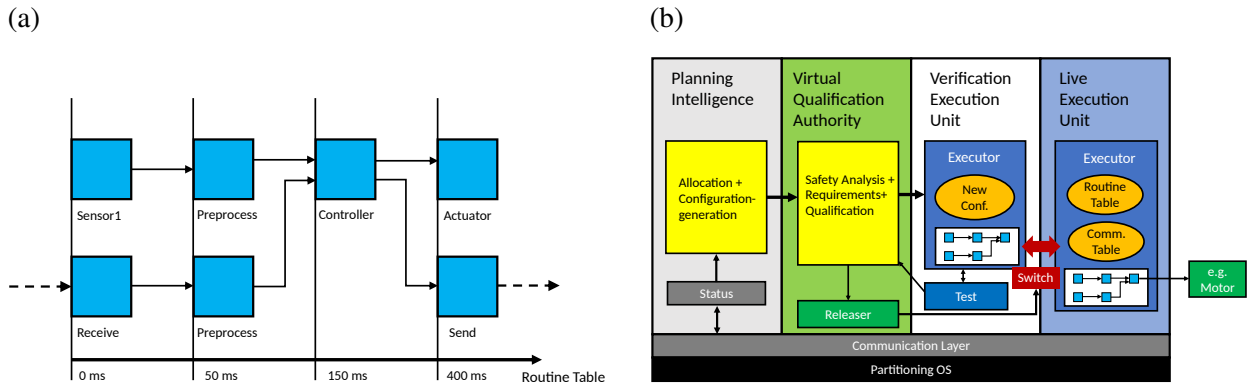 (a)
Sensor1
Preprocess
Controller
Actuator
Receive
Preprocess
Send
0 ms
50 ms
150 ms
400 ms
Routine Table
(b)
Planning
Intelligence
Virtual
Qualification
Authority
Verification
Execution
Unit
Live
Execution
Unit
Allocation +
Configuration-
generation
Status
Safety Analysis +
Requirements+
Qualification
Releaser
Executor
New
Conf.
Test
Switch
Executor
Routine
Table
Comm.
Table
e.g.
Motor
Communication Layer
Partitioning OS